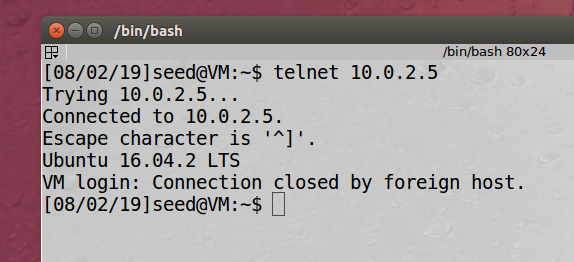 /bin/bash
/bin/bash 80x24
[08/02/19]seed@VM:~$ telnet 10.0.2.5
Trying 10.0.2.5...
Connected to 10.0.2.5.
Escape character is '^]'.
Ubuntu 16.04.2 LTS
VM login: Connection closed by foreign host.
[08/02/19]seed@VM:~$